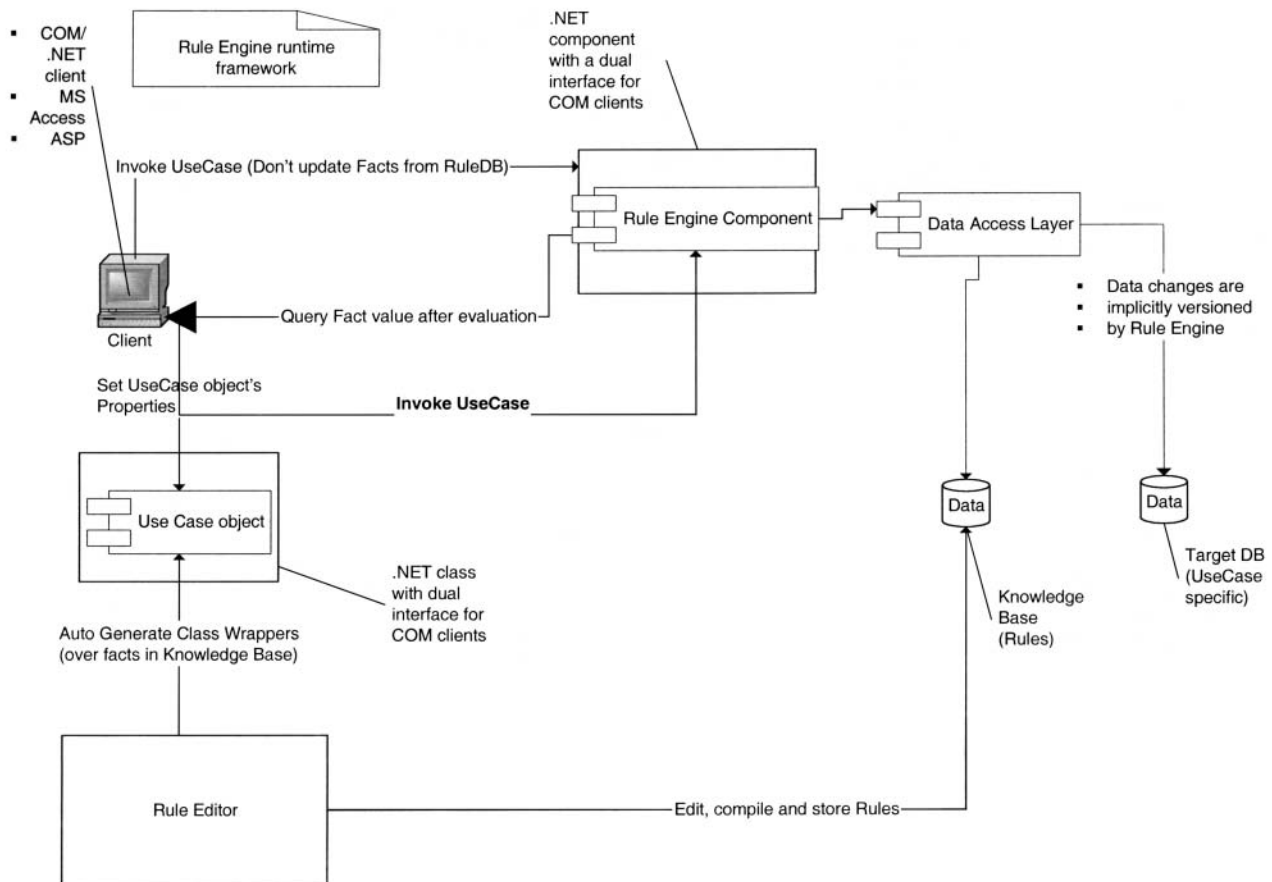 ▪ COM/
.NET
client
▪ MS
Access
▪ ASP
Rule Engine runtime
framework
.NET
component
with a dual
interface for
COM clients
Invoke UseCase (Don't update Facts from RuleDB)
Rule Engine Component
Data Access Layer
▪ Data changes are
▪ implicitly versioned
▪ by Rule Engine
Query Fact value after evaluation
Client
Set UseCase object's
Properties
Invoke UseCase
Use Case object
Data
Data
.NET class
with dual
interface for
COM clients
Knowledge
Base
(Rules)
Target DB
(UseCase
specific)
Auto Generate Class Wrappers
(over facts in Knowledge Base)
Rule Editor
Edit, compile and store Rules